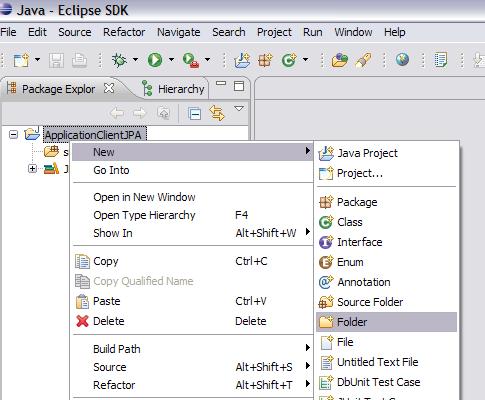 Java - Eclipse SDK
File Edit Source Refactor Navigate Search Project Run Window Help
Package Explor Hierarchy
ApplicationClientJPA
New
Go Into
Open in New Window
Open Type Hierarchy F4
Show In Alt+Shift+W
Copy Ctrl+C
Copy Qualified Name
Paste Ctrl+V
Delete Delete
Build Path
Source Alt+Shift+S
Refactor Alt+Shift+T
Java Project
Project...
Package
Class
Interface
Enum
Annotation
Source Folder
Folder
File
Untitled Text File
DbUnit Test Case
JUnit Test Case